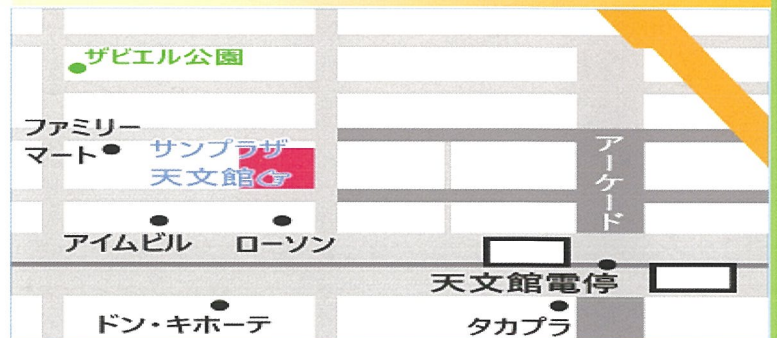 ザビエル公園
ファミリー
マート
サンプラザ
天文館☞
アーケード
アイムビル
ローソン
天文館電停
ドン・キホーテ
タカプラ